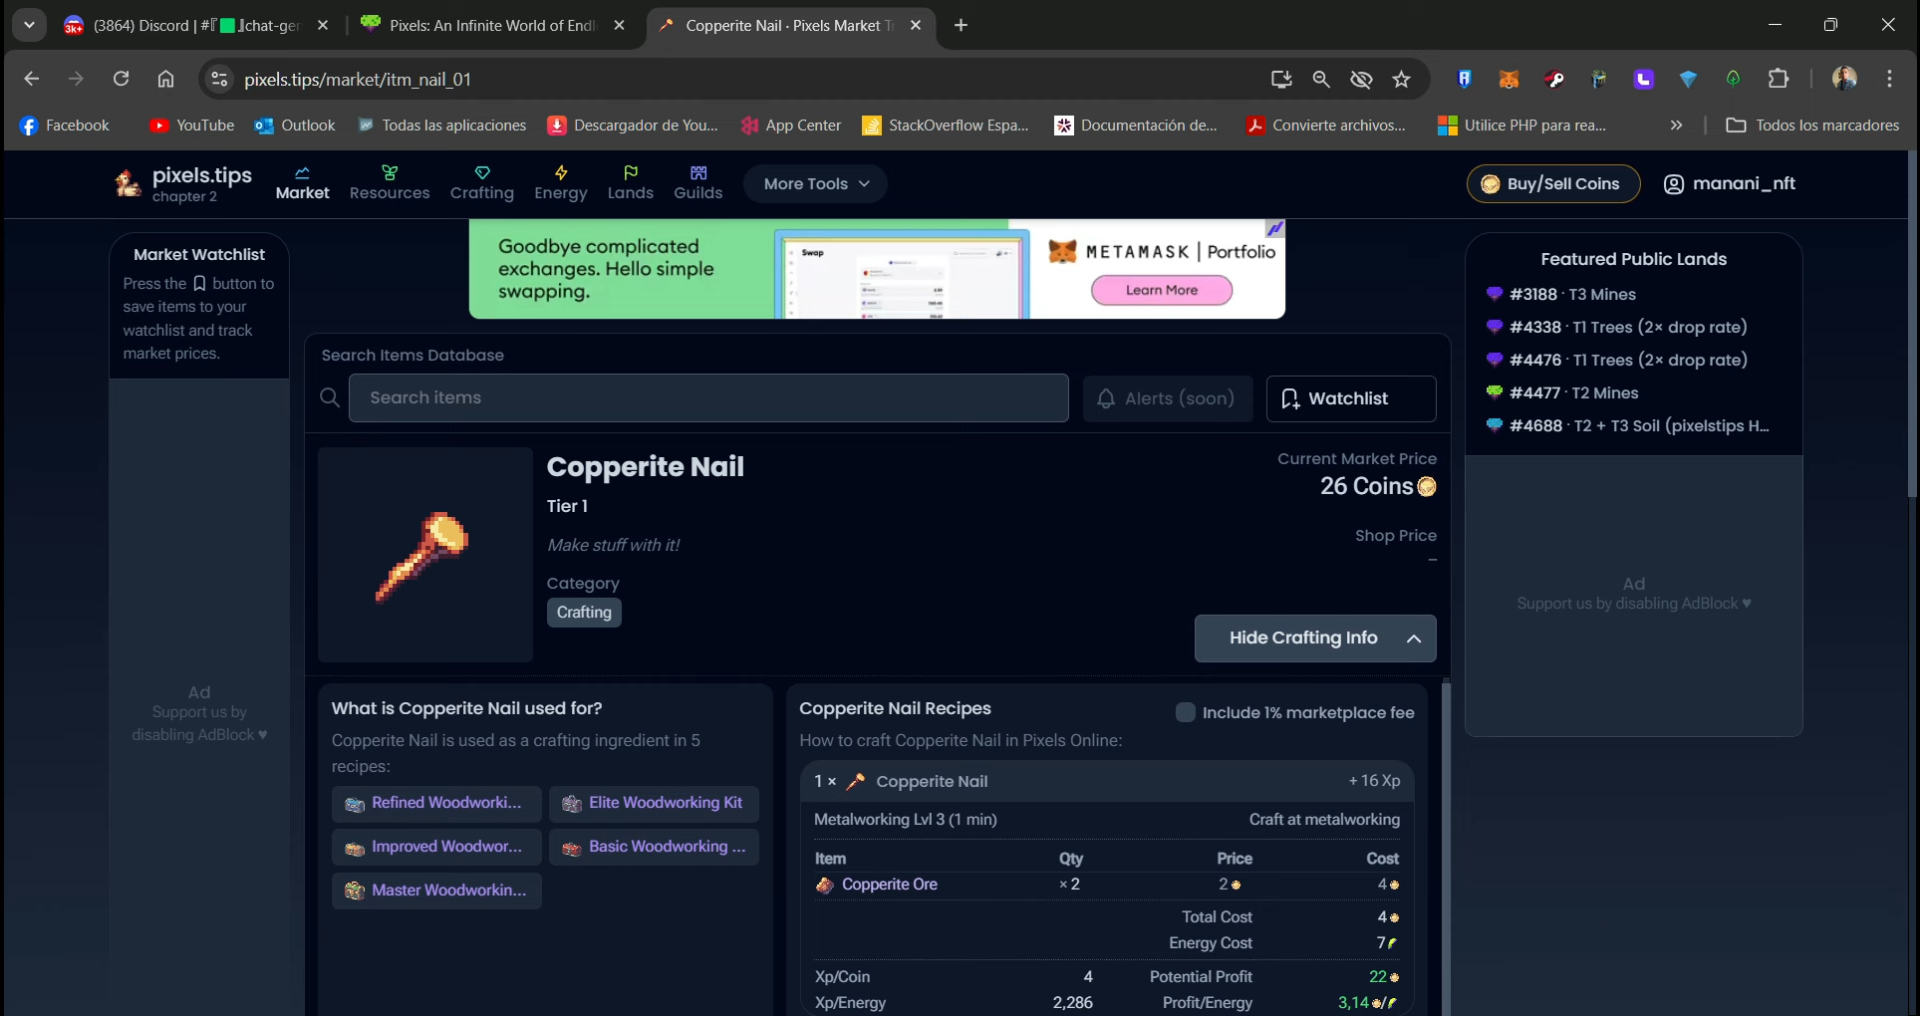 3k+
(3864) Discord | #『
』chat-ger
Pixels: An Infinite World of Endl
Copperite Nail · Pixels Market T
pixels.tips/market/itm_nail_01
Facebook
YouTube
Outlook
Todas las aplicaciones
Descargador de You...
App Center
StackOverflow Espa...
Documentación de...
Convierte archivos...
Utilice PHP para rea...
»
Todos los marcadores
pixels.tips
chapter 2
Market
Resources
Crafting
Energy
Lands
Guilds
More Tools
Buy/Sell Coins
manani_nft
Market Watchlist
Press the button to
save items to your
watchlist and track
market prices.
Ad
Support us by
disabling AdBlock ♥
Goodbye complicated
exchanges. Hello simple
swapping.
Swap
METAMASK | Portfolio
Learn More
Search Items Database
Search items
Alerts (soon)
Watchlist
Copperite Nail
Tier 1
Make stuff with it!
Category
Crafting
Current Market Price
26 Coins
Shop Price
–
Hide Crafting Info
What is Copperite Nail used for?
Copperite Nail is used as a crafting ingredient in 5
recipes:
Refined Woodworki...
Elite Woodworking Kit
Improved Woodwor...
Basic Woodworking ...
Master Woodworkin...
Copperite Nail Recipes
Include 1% marketplace fee
How to craft Copperite Nail in Pixels Online:
1 × Copperite Nail
+ 16 Xp
Metalworking Lvl 3 (1 min)
Craft at metalworking
Item Qty Price Cost
Copperite Ore × 2 2 4
Total Cost 4
Energy Cost 7
Xp/Coin 4 Potential Profit 22
Xp/Energy 2,286 Profit/Energy 3,14 /
Featured Public Lands
#3188 · T3 Mines
#4338 · T1 Trees (2× drop rate)
#4476 · T1 Trees (2× drop rate)
#4477 · T2 Mines
#4688 · T2 + T3 Soil (pixelstips H...
Ad
Support us by disabling AdBlock ♥